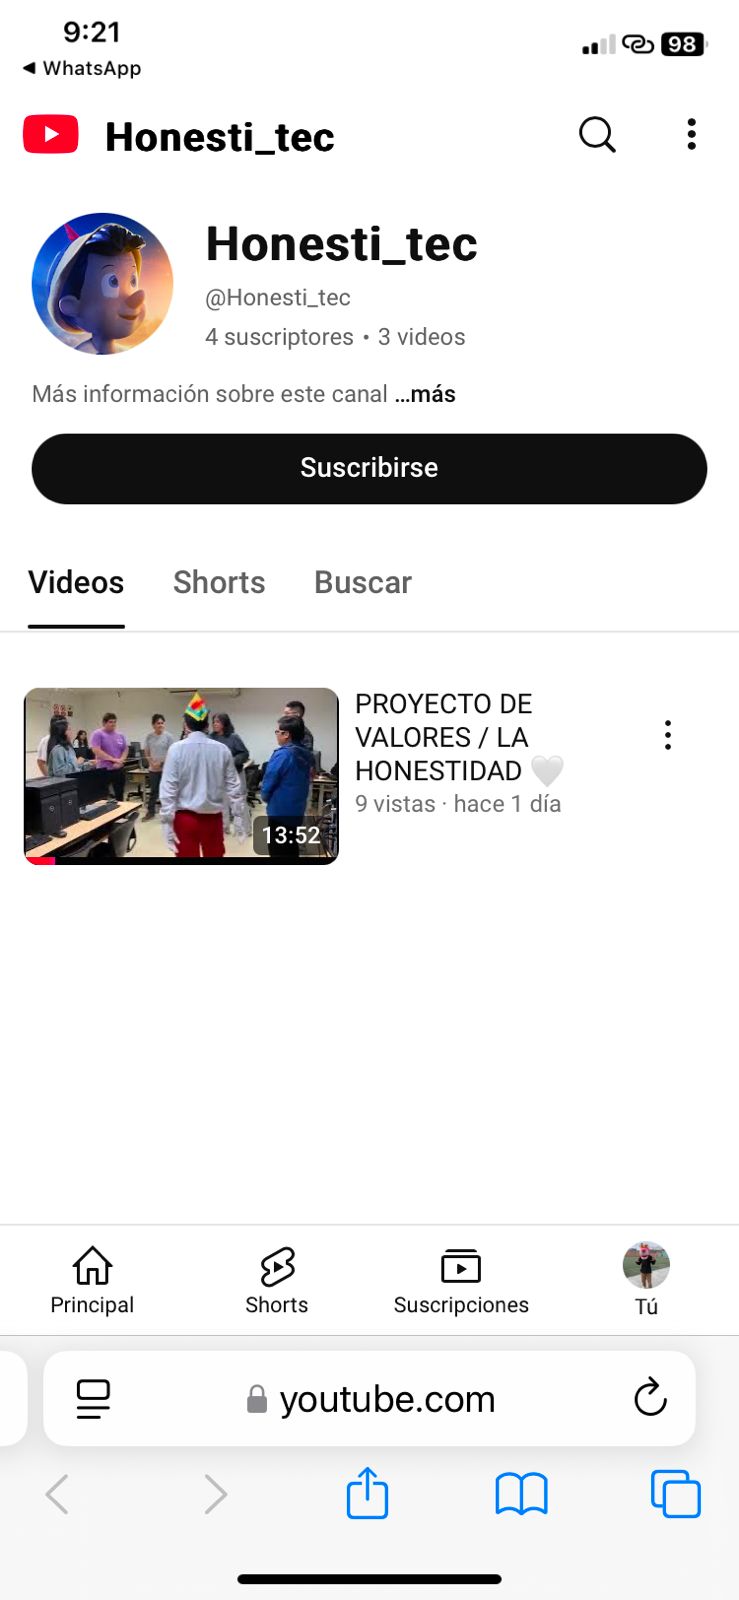 9:21
98
◀ WhatsApp
Honesti_tec
Honesti_tec
@Honesti_tec
4 suscriptores • 3 videos
Más información sobre este canal ...más
Suscribirse
Videos Shorts Buscar
PROYECTO DE
VALORES / LA
HONESTIDAD 🤍
9 vistas · hace 1 día
13:52
Principal Shorts Suscripciones Tú
youtube.com